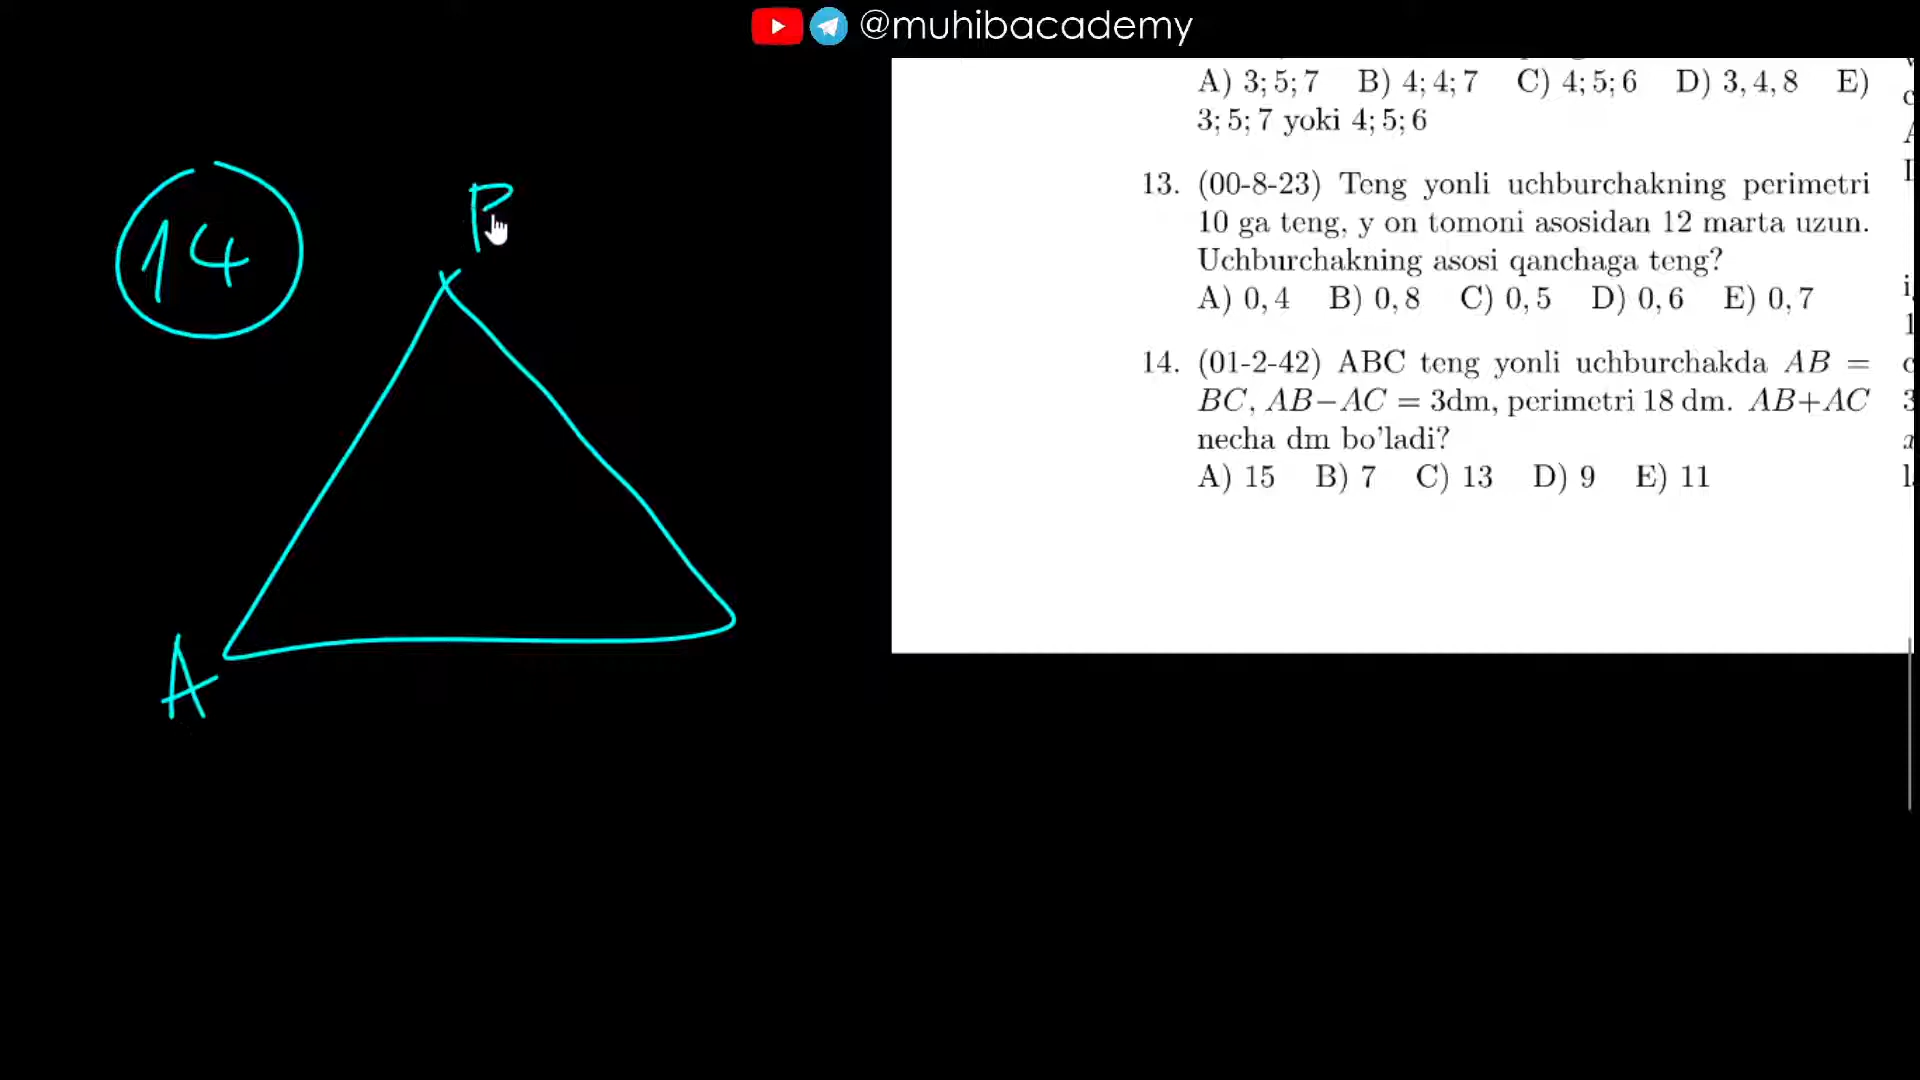 @muhibacademy
A) 3; 5; 7 B) 4; 4; 7 C) 4; 5; 6 D) 3, 4, 8 E)
3; 5; 7 yoki 4; 5; 6
13. (00-8-23) Teng yonli uchburchakning perimetri
10 ga teng, y on tomoni asosidan 12 marta uzun.
Uchburchakning asosi qanchaga teng?
A) 0, 4 B) 0, 8 C) 0, 5 D) 0, 6 E) 0, 7
14. (01-2-42) ABC teng yonli uchburchakda AB =
BC, AB−AC = 3dm, perimetri 18 dm. AB+AC
necha dm bo'ladi?
A) 15 B) 7 C) 13 D) 9 E) 11
14
A